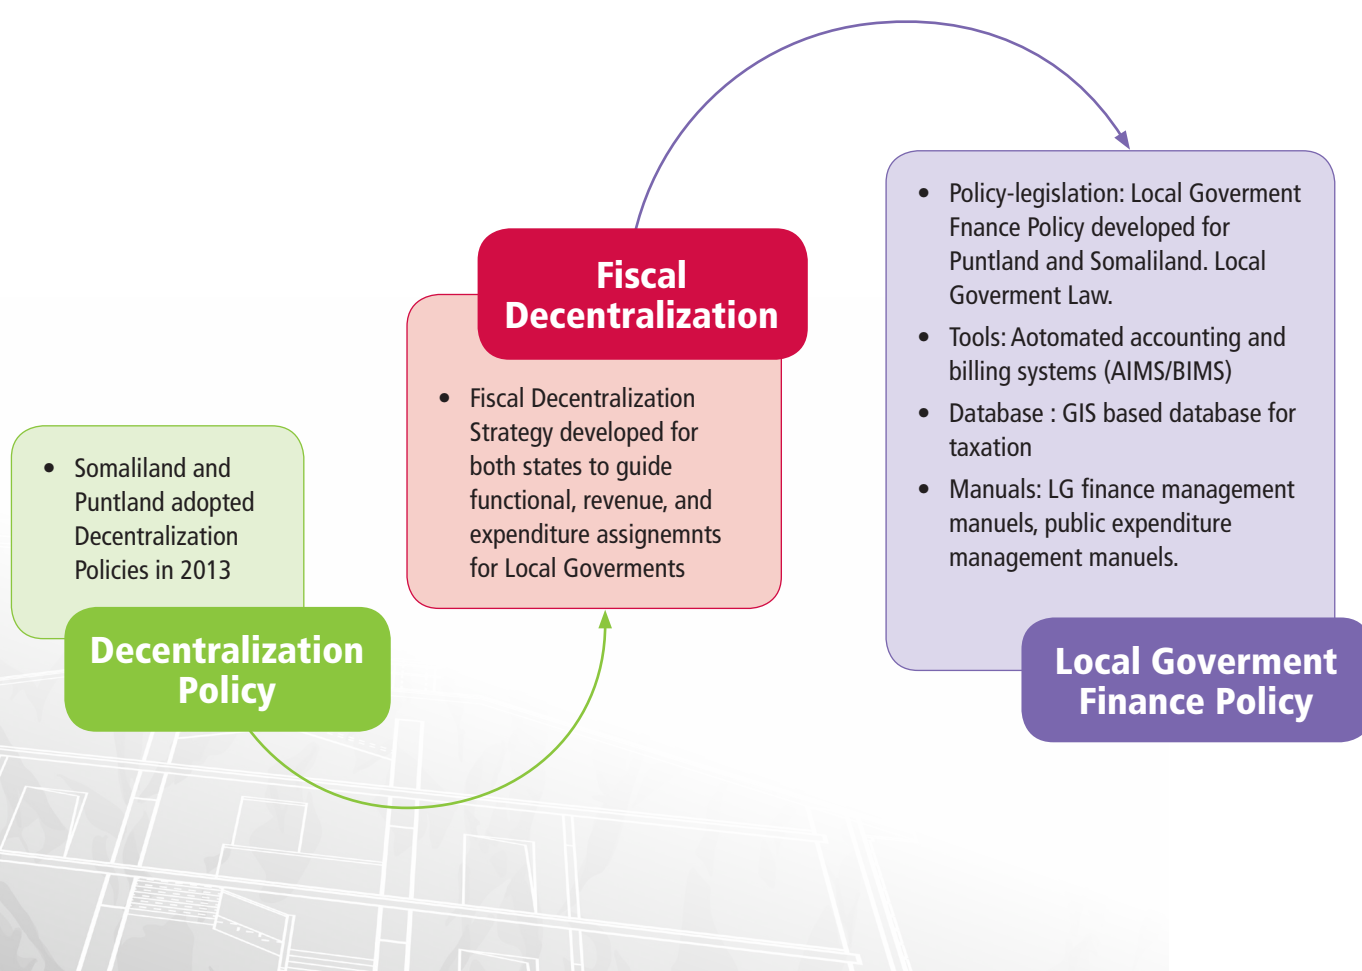 • Somaliland and
Puntland adopted
Decentralization
Policies in 2013
Decentralization
Policy
Fiscal
Decentralization
• Fiscal Decentralization
Strategy developed for
both states to guide
functional, revenue, and
expenditure assignemnts
for Local Goverments
• Policy-legislation: Local Goverment
Fnance Policy developed for
Puntland and Somaliland. Local
Goverment Law.
• Tools: Aotomated accounting and
billing systems (AIMS/BIMS)
• Database : GIS based database for
taxation
• Manuals: LG finance management
manuels, public expenditure
management manuels.
Local Goverment
Finance Policy